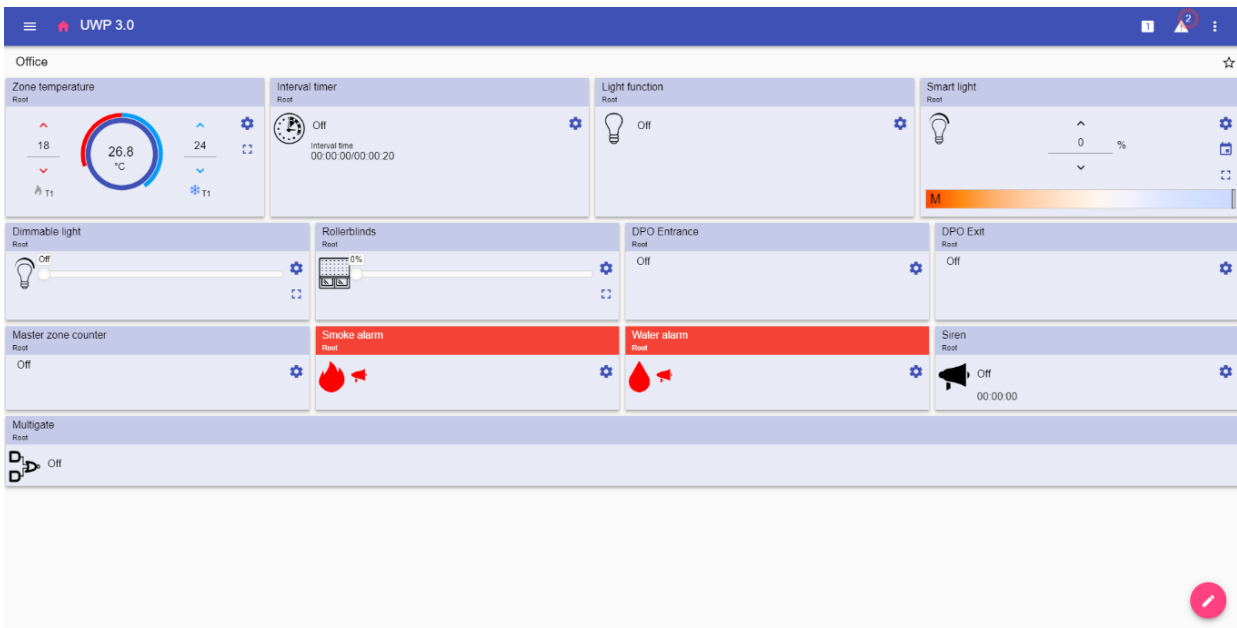 UWP 3.0
1
2
Office
Zone temperature
Root
18
26.8
°C
24
T1
T1
Interval timer
Root
Off
Interval time
00:00:00/00:00:20
Light function
Root
Off
Smart light
Root
0 %
M
Dimmable light
Root
Off
Rollerblinds
Root
0%
DPO Entrance
Root
Off
DPO Exit
Root
Off
Master zone counter
Root
Off
Smoke alarm
Root
Water alarm
Root
Siren
Root
Off
00:00:00
Multigate
Root
Off